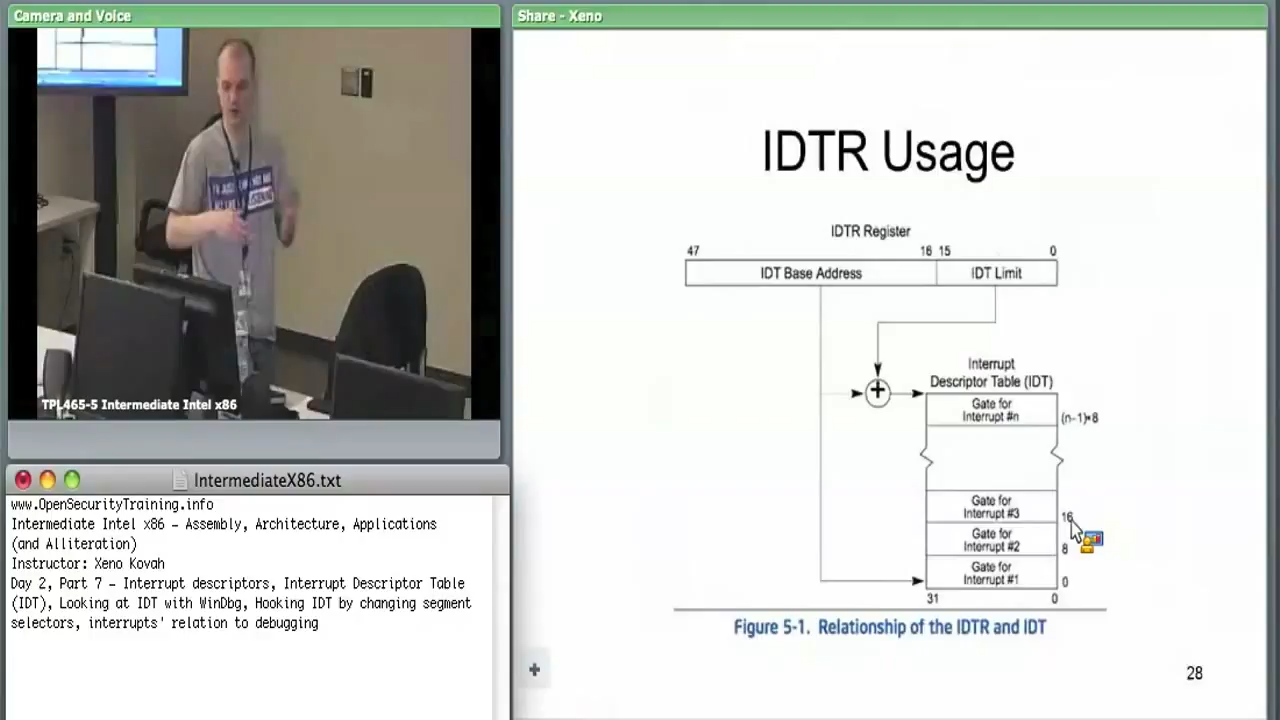 Camera and Voice
TPL465-5 Intermediate Intel x86
IntermediateX86.txt
www.OpenSecurityTraining.info
Intermediate Intel x86 – Assembly, Architecture, Applications
(and Alliteration)
Instructor: Xeno Kovah
Day 2, Part 7 – Interrupt descriptors, Interrupt Descriptor Table
(IDT), Looking at IDT with WinDbg, Hooking IDT by changing segment
selectors, interrupts' relation to debugging
Share - Xeno
IDTR Usage
IDTR Register
47 16 15 0
IDT Base Address IDT Limit
+
Interrupt
Descriptor Table (IDT)
Gate for
Interrupt #n
(n–1)*8
Gate for
Interrupt #3
16
Gate for
Interrupt #2
8
Gate for
Interrupt #1
0
31 0
Figure 5-1. Relationship of the IDTR and IDT
28